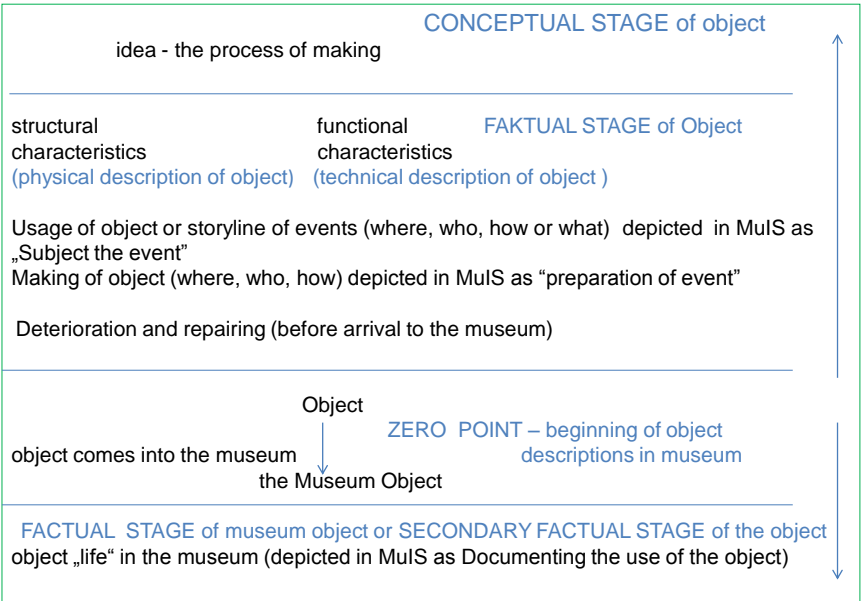 CONCEPTUAL STAGE of object
idea - the process of making
structural functional FAKTUAL STAGE of Object
characteristics characteristics
(physical description of object) (technical description of object )
Usage of object or storyline of events (where, who, how or what) depicted in MuIS as
„Subject the event”
Making of object (where, who, how) depicted in MuIS as “preparation of event”
Deterioration and repairing (before arrival to the museum)
Object
ZERO POINT – beginning of object
object comes into the museum descriptions in museum
the Museum Object
FACTUAL STAGE of museum object or SECONDARY FACTUAL STAGE of the object
object „life“ in the museum (depicted in MuIS as Documenting the use of the object)